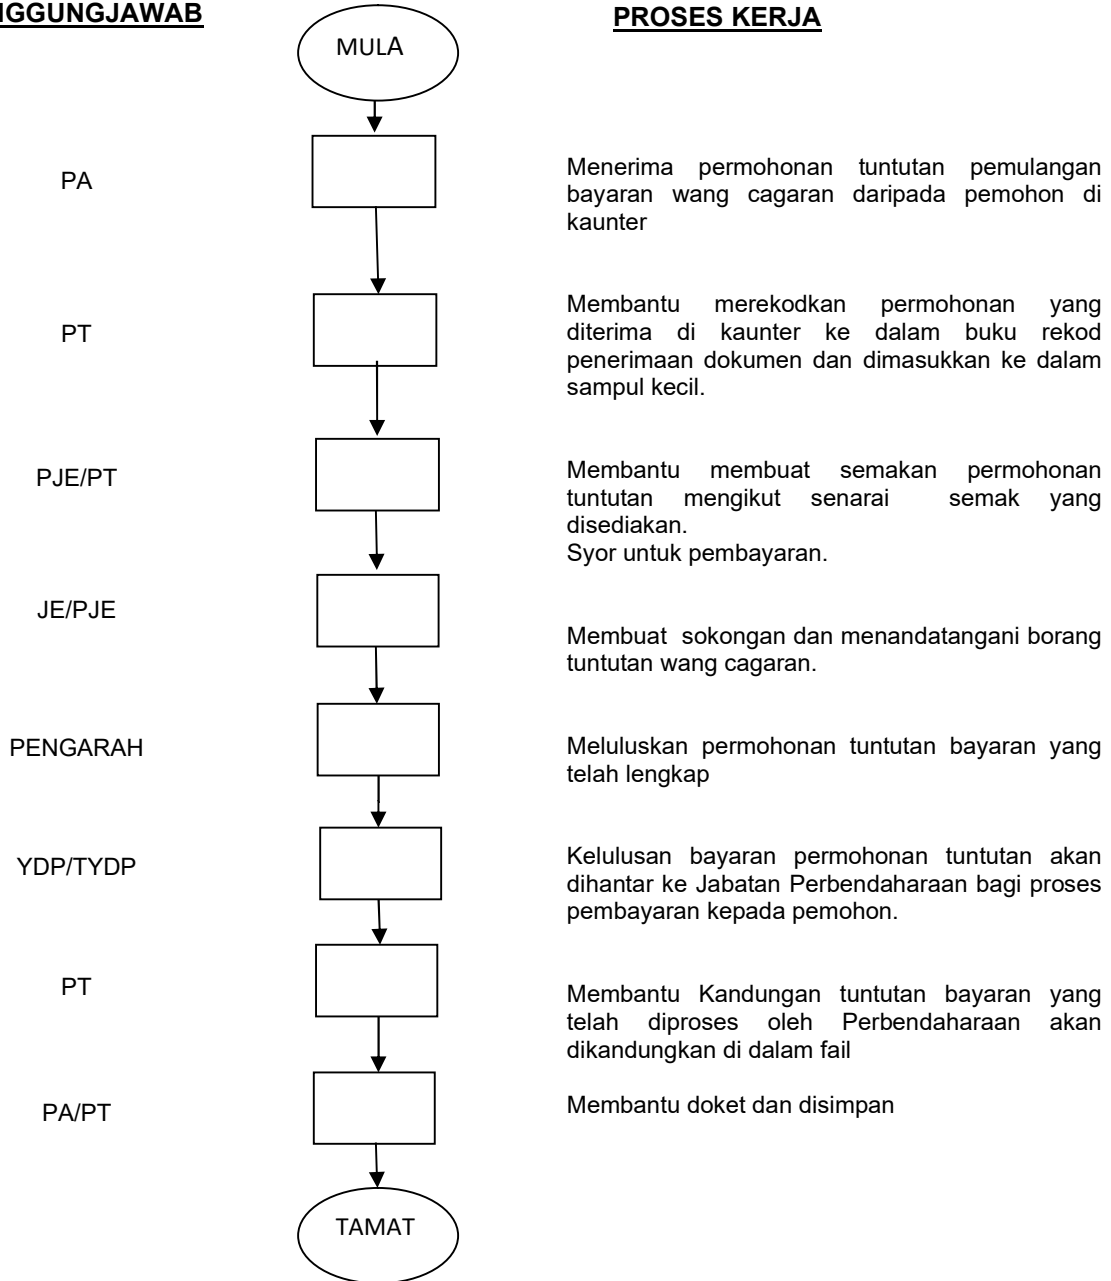 NGGUNGJAWAB
PROSES KERJA
MULA
PA
Menerima permohonan tuntutan pemulangan
bayaran wang cagaran daripada pemohon di
kaunter
PT
Membantu merekodkan permohonan yang
diterima di kaunter ke dalam buku rekod
penerimaan dokumen dan dimasukkan ke dalam
sampul kecil.
PJE/PT
Membantu membuat semakan permohonan
tuntutan mengikut senarai semak yang
disediakan.
Syor untuk pembayaran.
JE/PJE
Membuat sokongan dan menandatangani borang
tuntutan wang cagaran.
PENGARAH
Meluluskan permohonan tuntutan bayaran yang
telah lengkap
YDP/TYDP
Kelulusan bayaran permohonan tuntutan akan
dihantar ke Jabatan Perbendaharaan bagi proses
pembayaran kepada pemohon.
PT
Membantu Kandungan tuntutan bayaran yang
telah diproses oleh Perbendaharaan akan
dikandungkan di dalam fail
PA/PT
Membantu doket dan disimpan
TAMAT